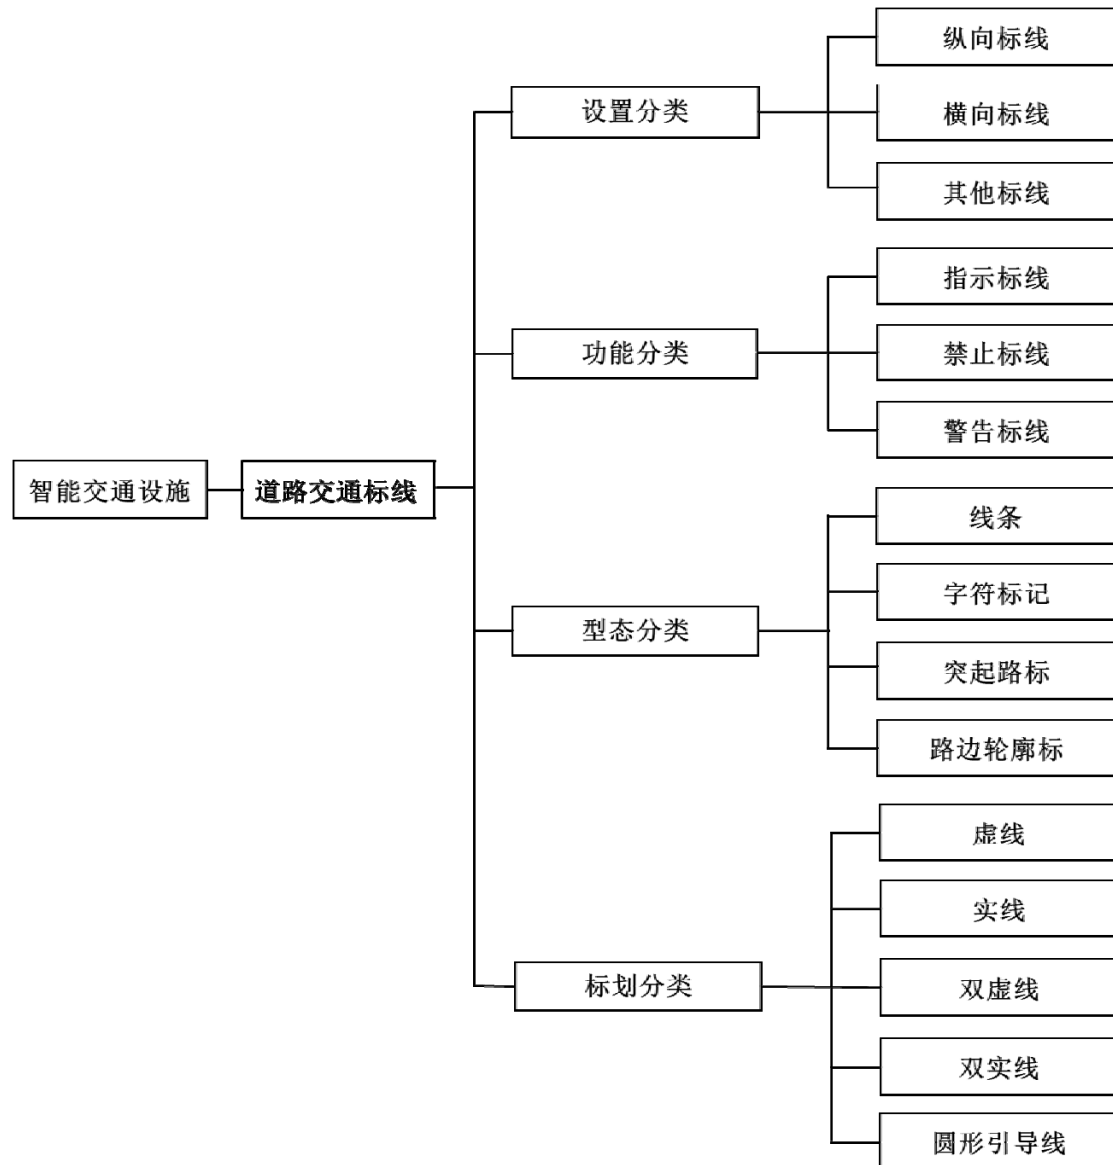 智能交通设施
道路交通标线
设置分类
纵向标线
横向标线
其他标线
功能分类
指示标线
禁止标线
警告标线
型态分类
线条
字符标记
突起路标
路边轮廓标
标划分类
虚线
实线
双虚线
双实线
圆形引导线